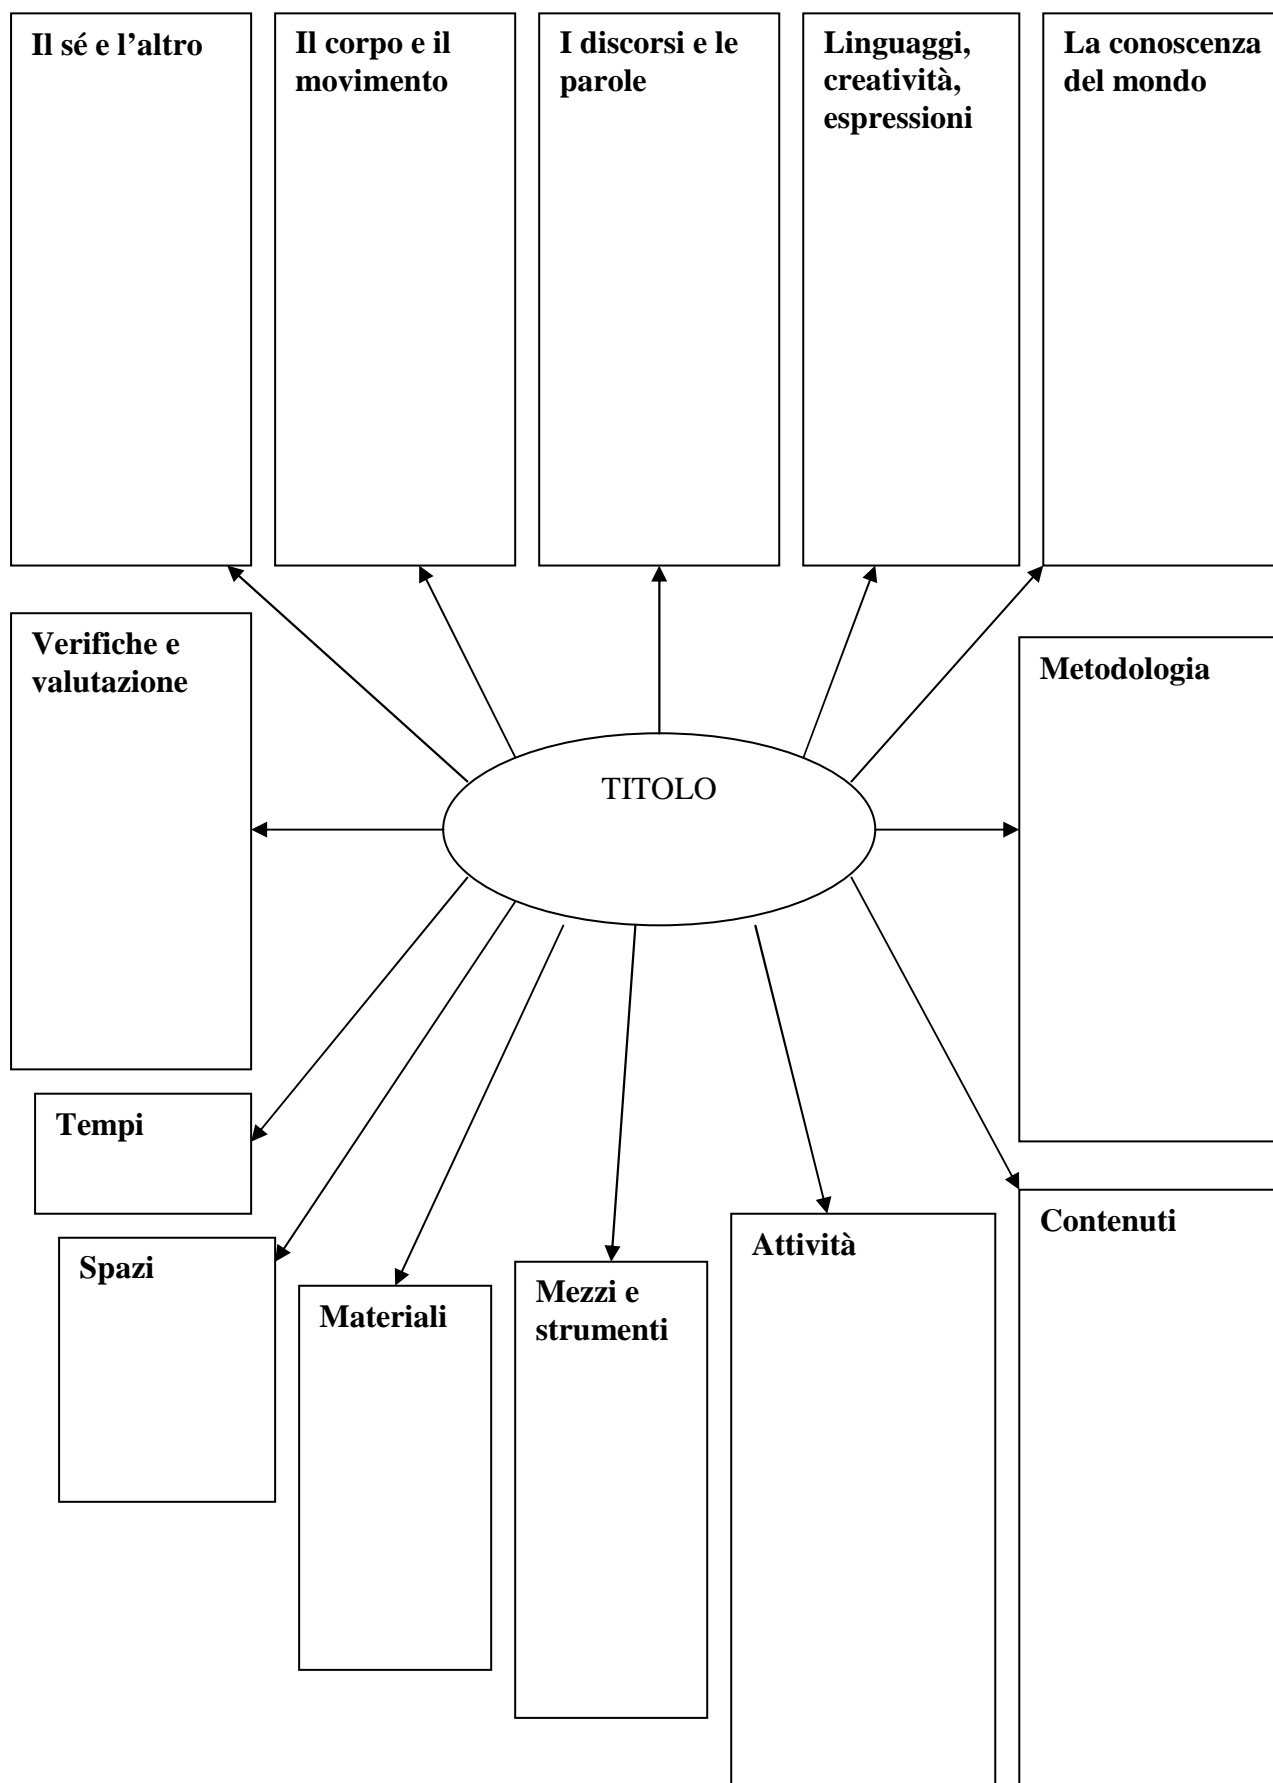 Il sé e l’altro
Il corpo e il
movimento
I discorsi e le
parole
Linguaggi,
creatività,
espressioni
La conoscenza
del mondo
Verifiche e
valutazione
Metodologia
TITOLO
Tempi
Spazi
Materiali
Mezzi e
strumenti
Attività
Contenuti